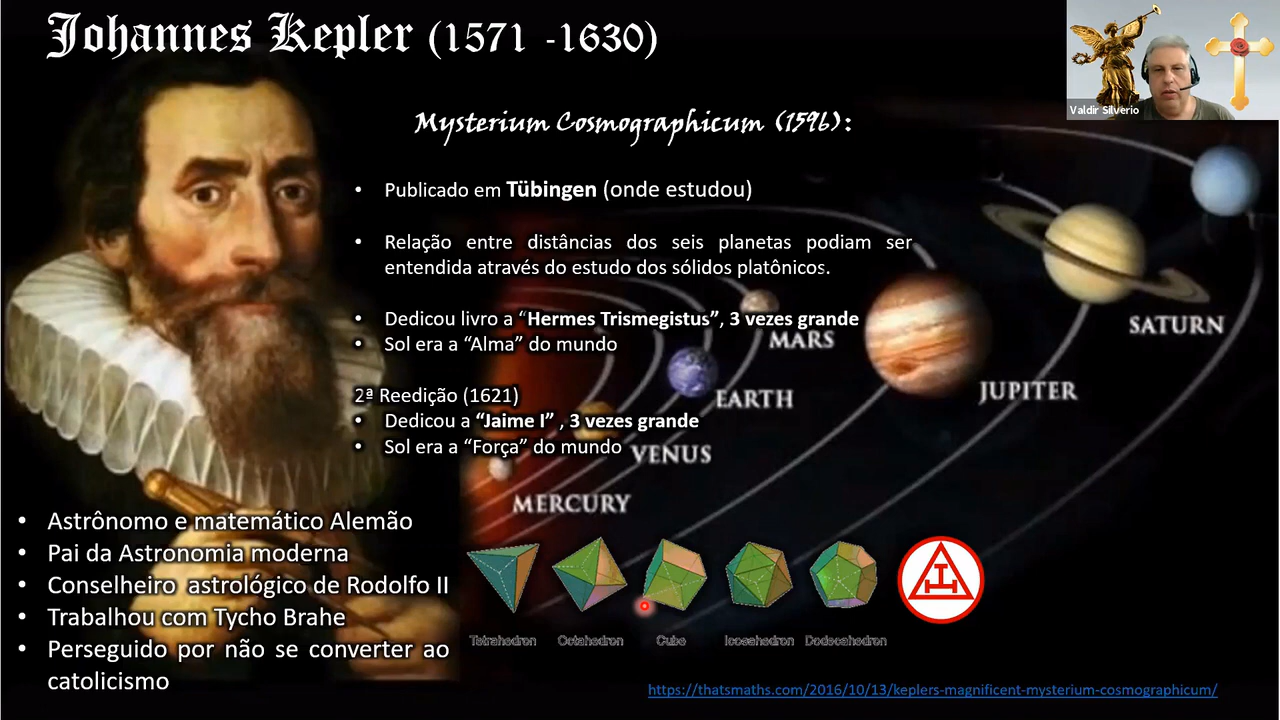 Johannes Kepler (1571 -1630)
Valdir Silverio
Mysterium Cosmographicum (1596):
• Publicado em Tübingen (onde estudou)
• Relação entre distâncias dos seis planetas podiam ser
entendida através do estudo dos sólidos platônicos.
• Dedicou livro a “Hermes Trismegistus”, 3 vezes grande
• Sol era a “Alma” do mundo
2ª Reedição (1621)
• Dedicou a “Jaime I” , 3 vezes grande
• Sol era a “Força” do mundo
MERCURY
VENUS
EARTH
MARS
JUPITER
SATURN
• Astrônomo e matemático Alemão
• Pai da Astronomia moderna
• Conselheiro astrológico de Rodolfo II
• Trabalhou com Tycho Brahe
• Perseguido por não se converter ao
catolicismo
Tetrahedron Octahedron Cube Icosahedron Dodecahedron
https://thatsmaths.com/2016/10/13/keplers-magnificent-mysterium-cosmographicum/